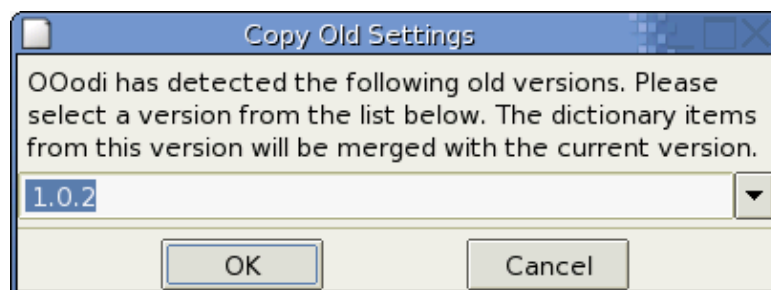 Copy Old Settings
OOodi has detected the following old versions. Please
select a version from the list below. The dictionary items
from this version will be merged with the current version.
1.0.2
OK Cancel